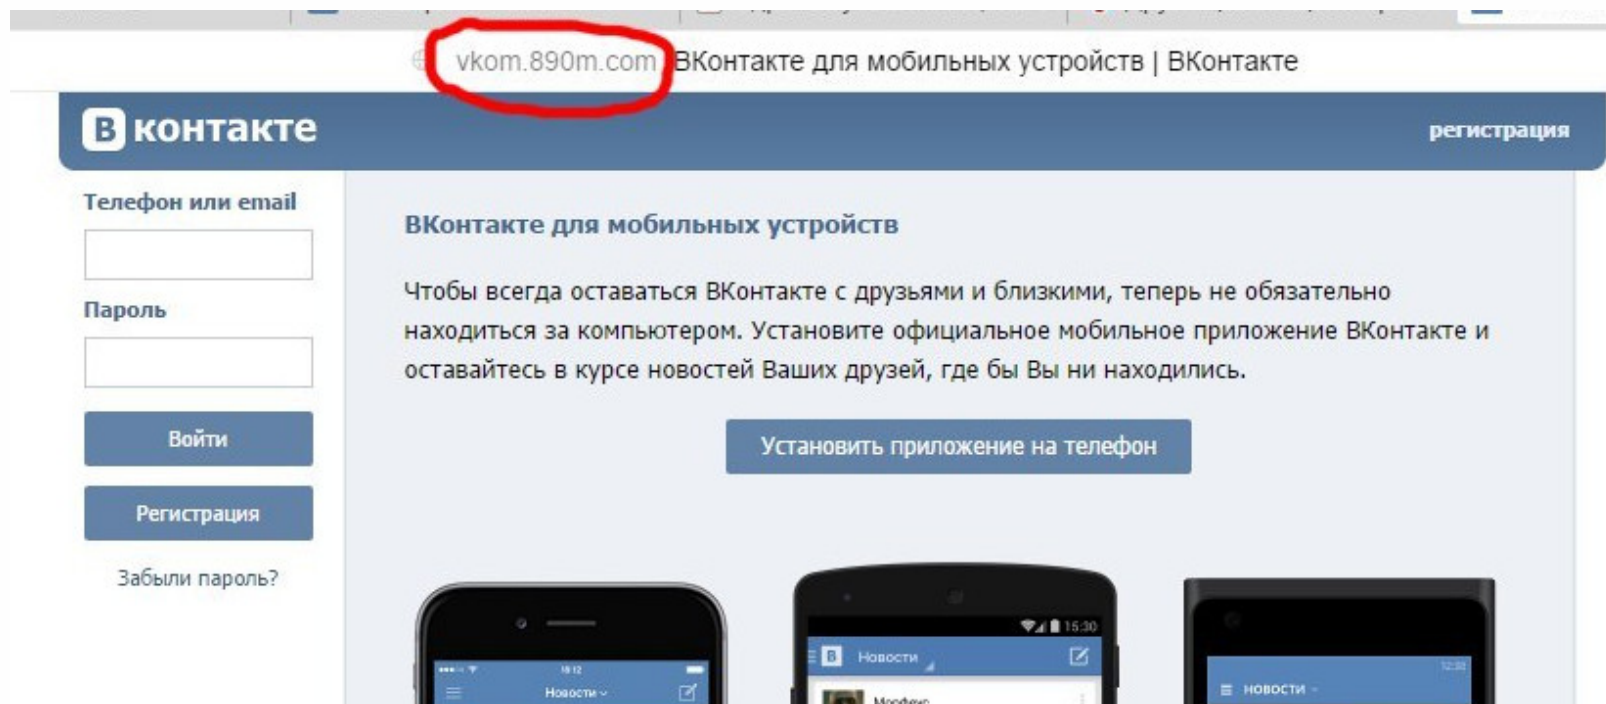 vkom.890m.com ВКонтакте для мобильных устройств | ВКонтакте
В контакте
регистрация
Телефон или email
Пароль
Войти
Регистрация
Забыли пароль?
ВКонтакте для мобильных устройств
Чтобы всегда оставаться ВКонтакте с друзьями и близкими, теперь не обязательно
находиться за компьютером. Установите официальное мобильное приложение ВКонтакте и
оставайтесь в курсе новостей Ваших друзей, где бы Вы ни находились.
Установить приложение на телефон
Новости
15:30
В Новости
новости